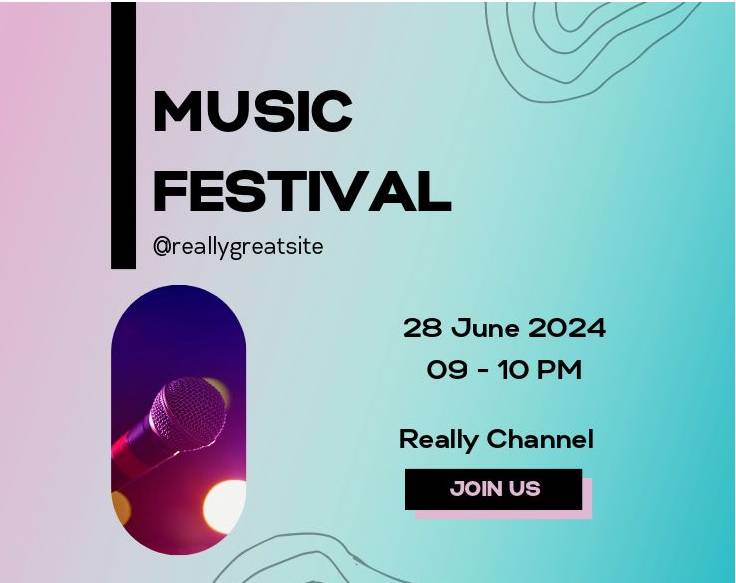 MUSIC
FESTIVAL
@reallygreatsite
28 June 2024
09 - 10 PM
Really Channel
JOIN US